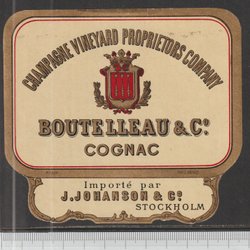 CHAMPAGNE VINEYARD PROPRIETORS COMPANY
BOUTELLEAU & Co.
COGNAC
Importé par
J. JOHANSON & Co.
STOCKHOLM